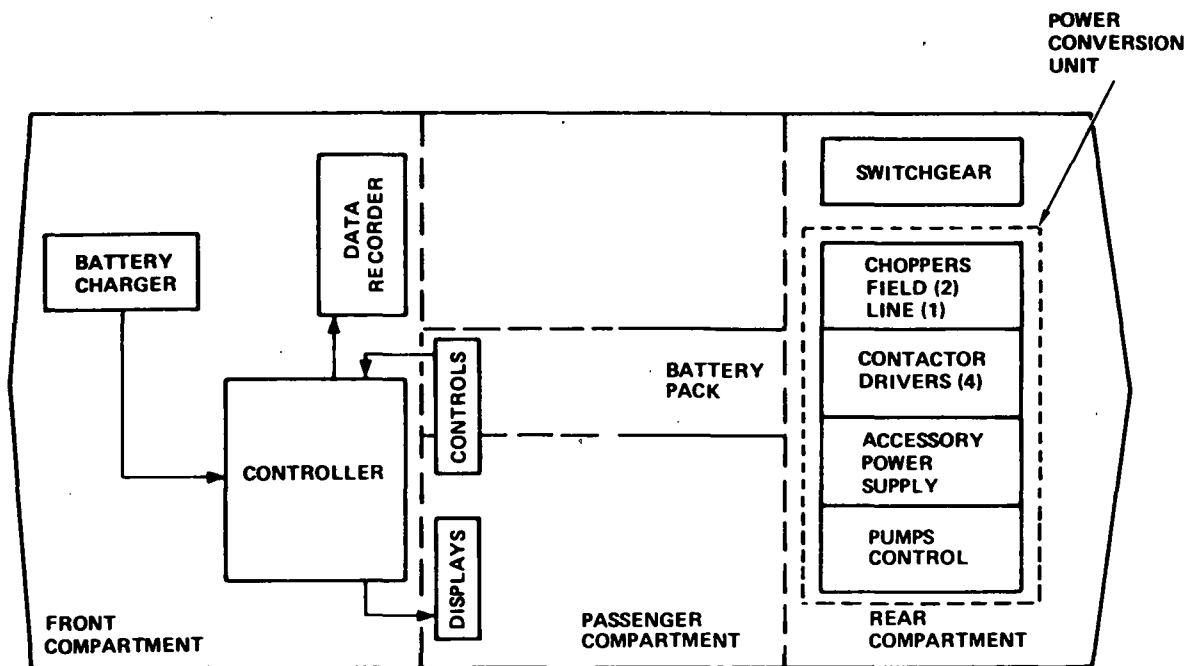 POWER
CONVERSION
UNIT
SWITCHGEAR
DATA
RECORDER
BATTERY
CHARGER
CHOPPERS
FIELD (2)
LINE (1)
CONTROLS
BATTERY
PACK
CONTACTOR
DRIVERS (4)
CONTROLLER
ACCESSORY
POWER
SUPPLY
PUMPS
CONTROL
DISPLAYS
FRONT
COMPARTMENT
PASSENGER
COMPARTMENT
REAR
COMPARTMENT